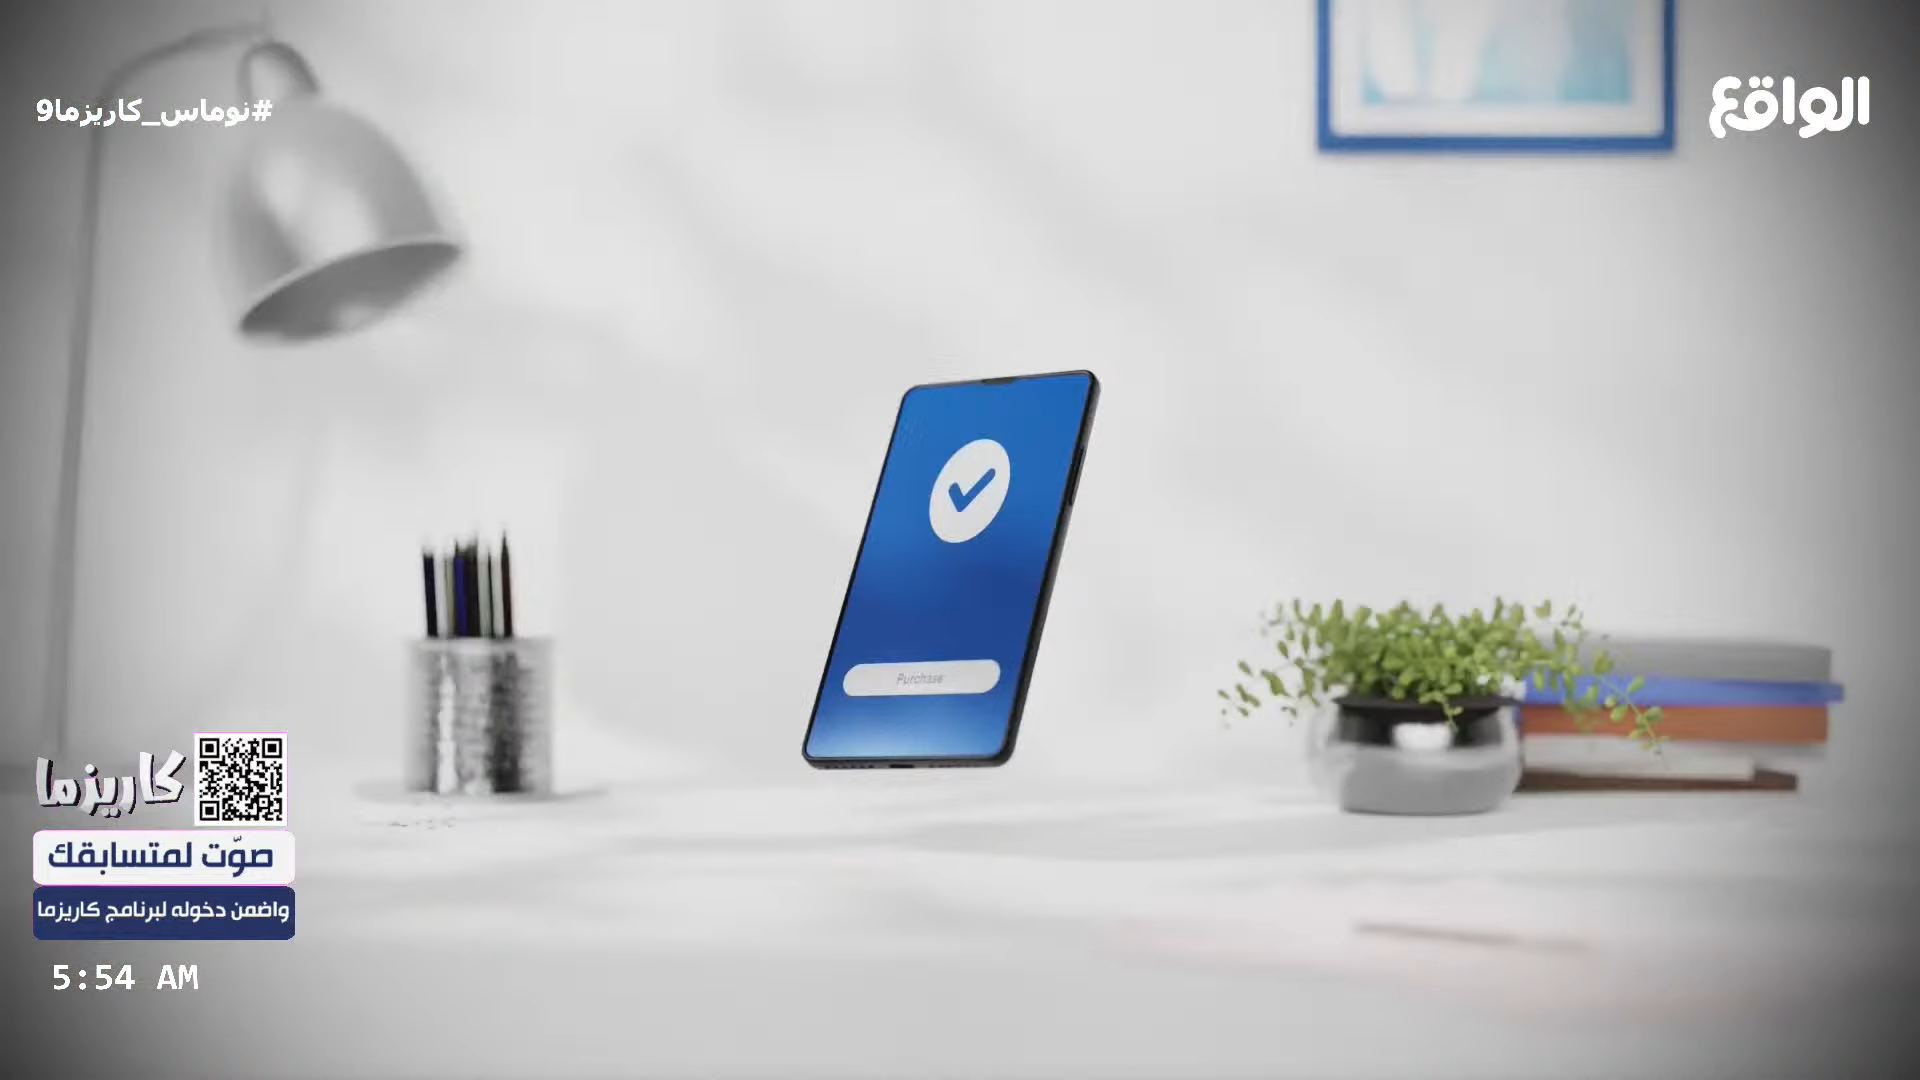 #نوماس_كاريزما9
الواقع
Purchase
كاريزما
صوّت لمتسابقك
واضمن دخوله لبرنامج كاريزما
5:54 AM